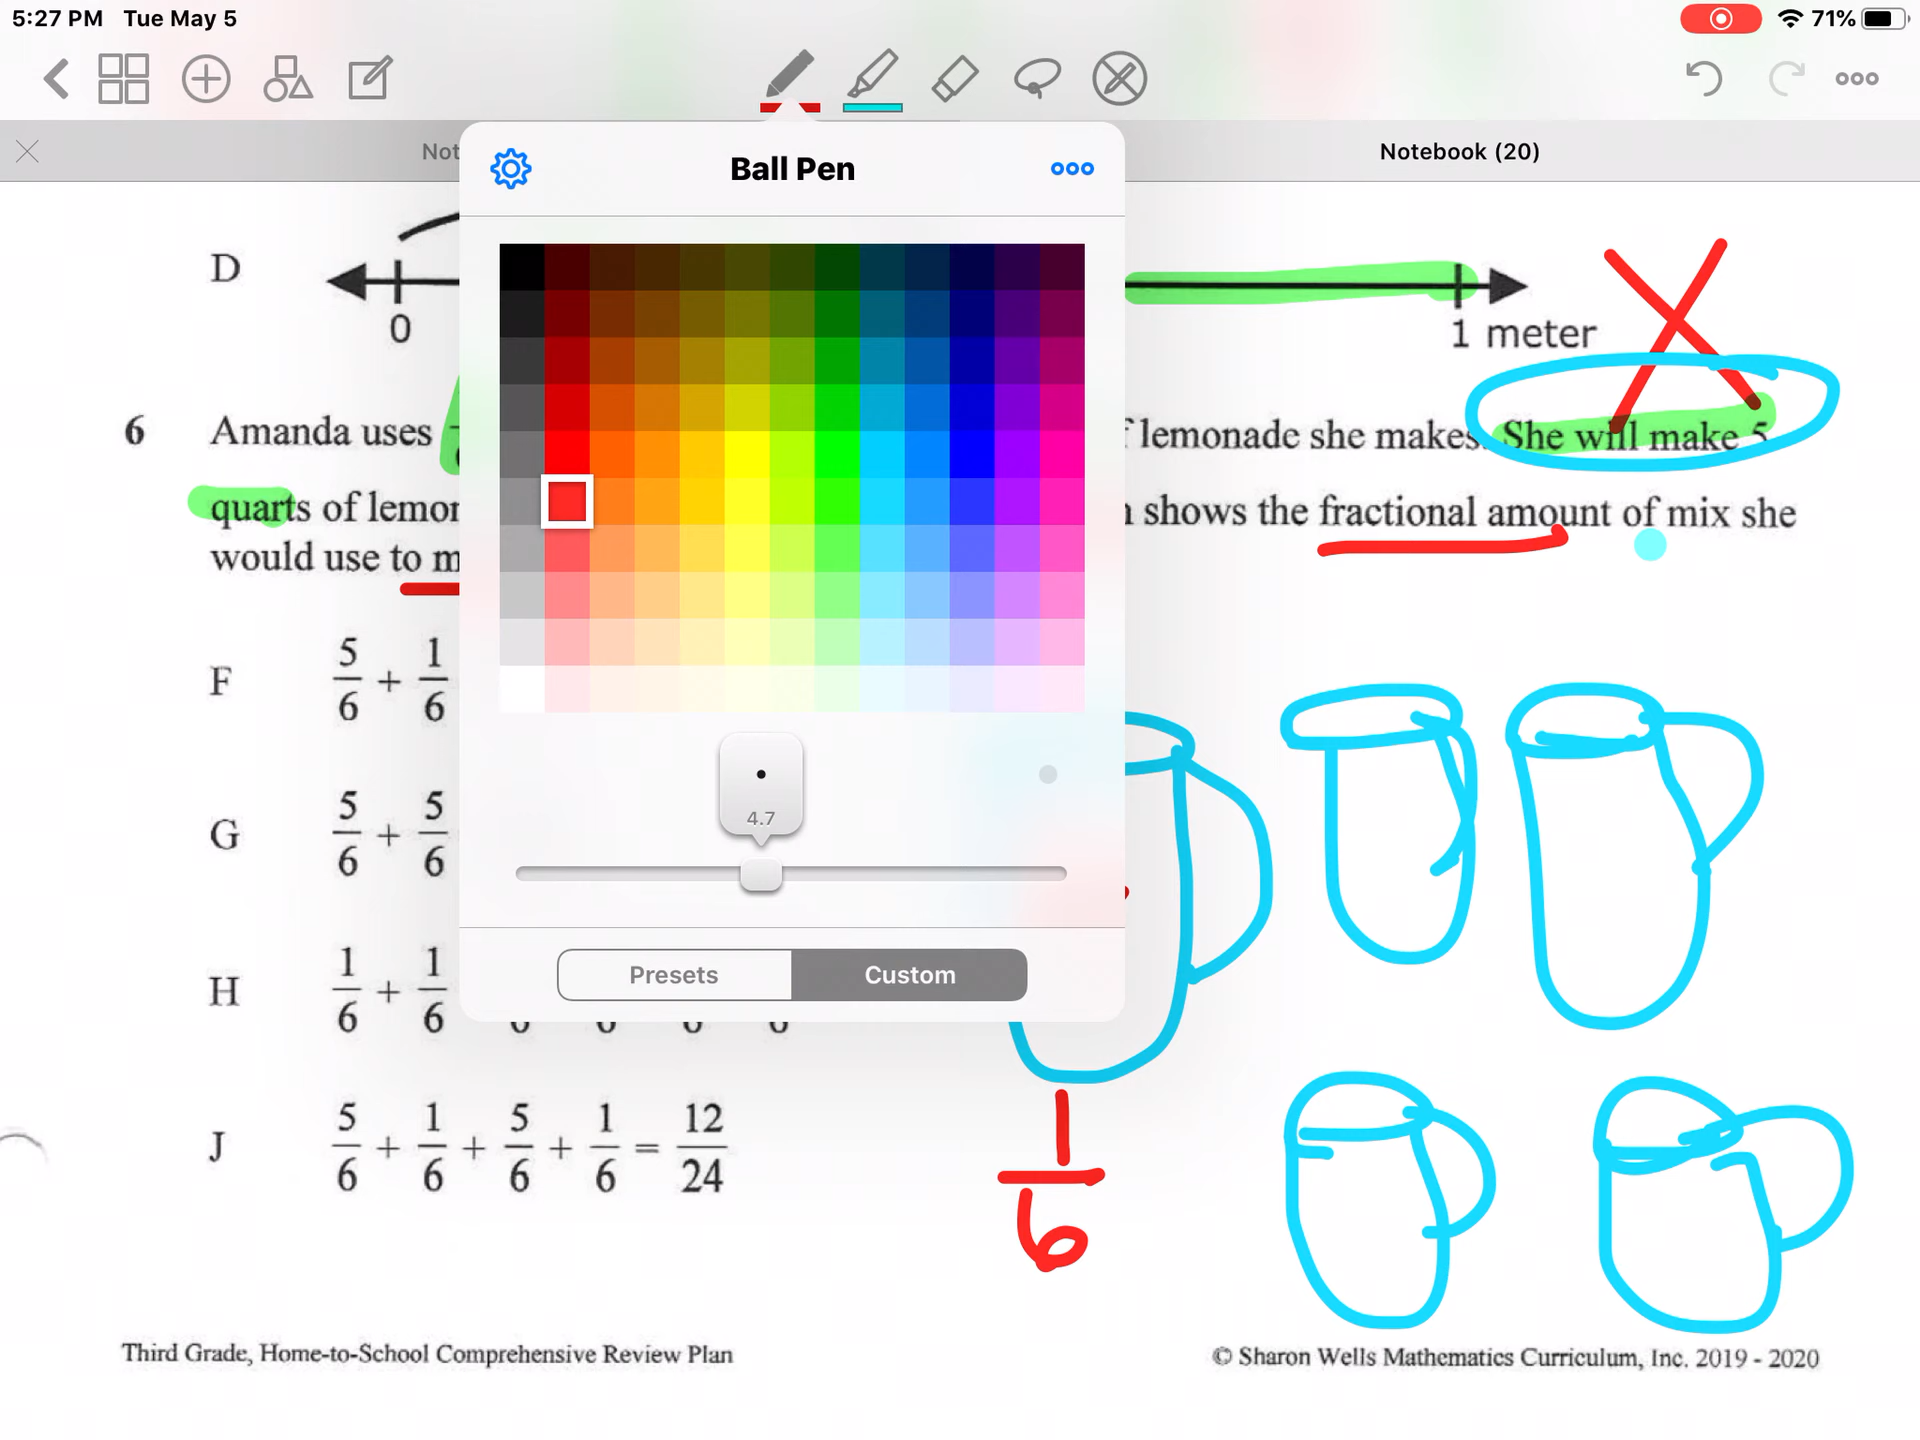 5:27 PM Tue May 5
71%
Not
Notebook (20)
Ball Pen
D
0
1 meter
6 Amanda uses
f lemonade she makes. She will make 5
quarts of lemon
shows the fractional amount of mix she
would use to m
F 5/6 + 1/6
G 5/6 + 5/6
H 1/6 + 1/6
J 5/6 + 1/6 + 5/6 + 1/6 = 12/24
4.7
Presets Custom
1/6
Third Grade, Home-to-School Comprehensive Review Plan
© Sharon Wells Mathematics Curriculum, Inc. 2019 - 2020